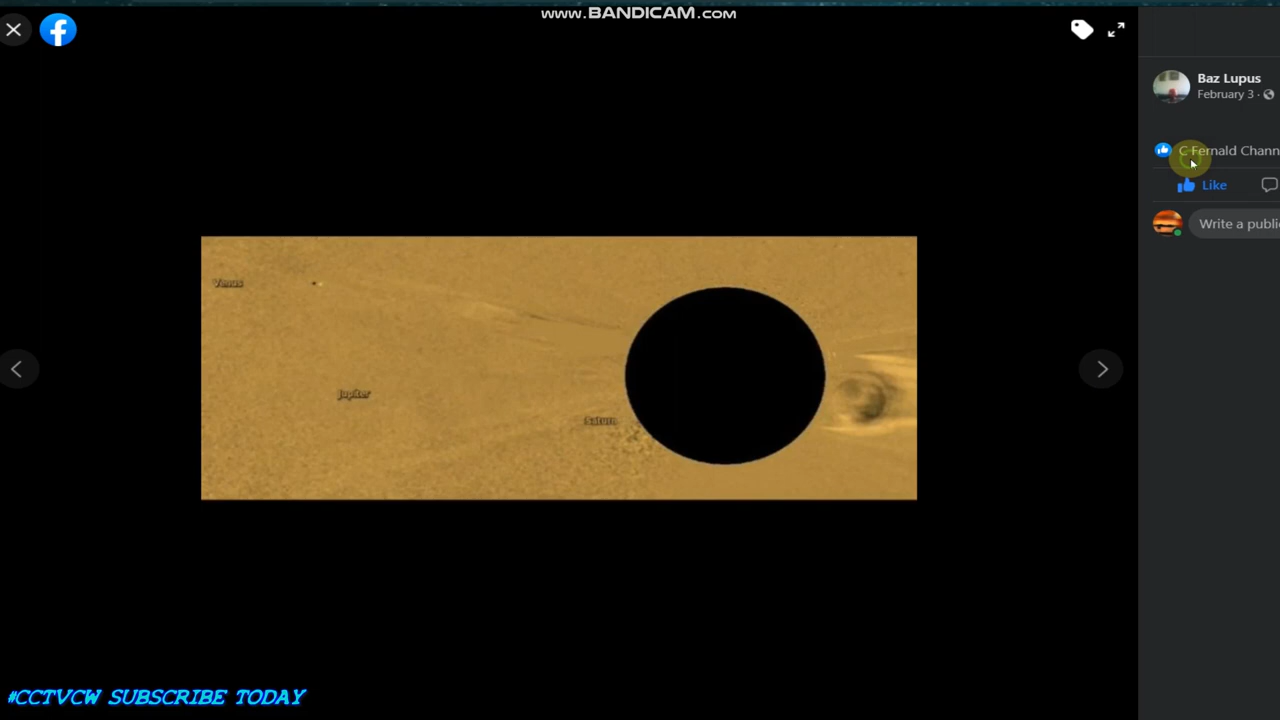 www.BANDICAM.com
Baz Lupus
February 3 ·
C Fernald Chann
Like
Write a publi
Venus
Jupiter
Saturn
#CCTVCW SUBSCRIBE TODAY